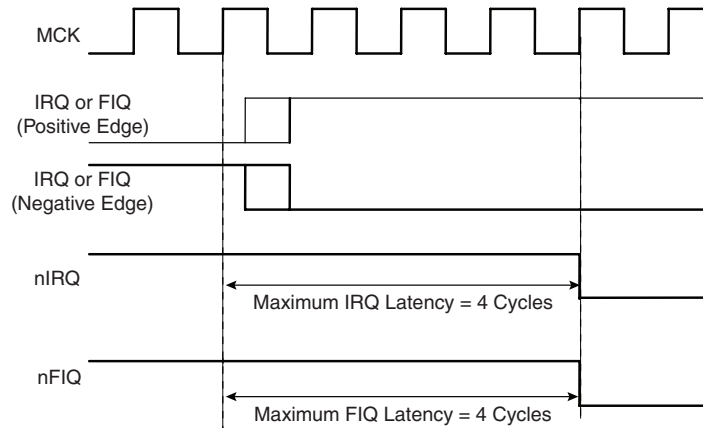 MCK
IRQ or FIQ
(Positive Edge)
IRQ or FIQ
(Negative Edge)
nIRQ
Maximum IRQ Latency = 4 Cycles
nFIQ
Maximum FIQ Latency = 4 Cycles